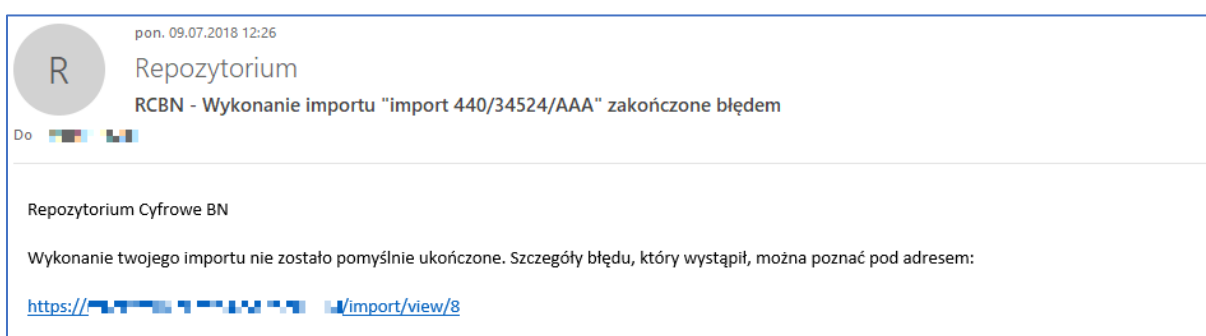 pon. 09.07.2018 12:26
R
Repozytorium
RCBN - Wykonanie importu "import 440/34524/AAA" zakończone błędem
Do
Repozytorium Cyfrowe BN
Wykonanie twojego importu nie zostało pomyślnie ukończone. Szczegóły błędu, który wystąpił, można poznać pod adresem:
https:// /import/view/8